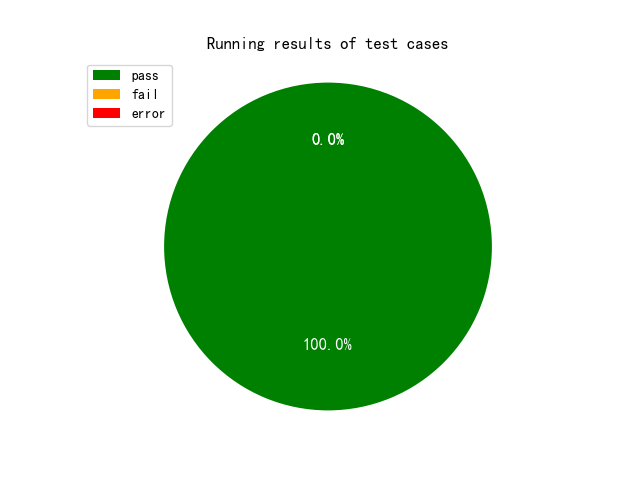 Running results of test cases
pass
fail
error
0.0%
100.0%